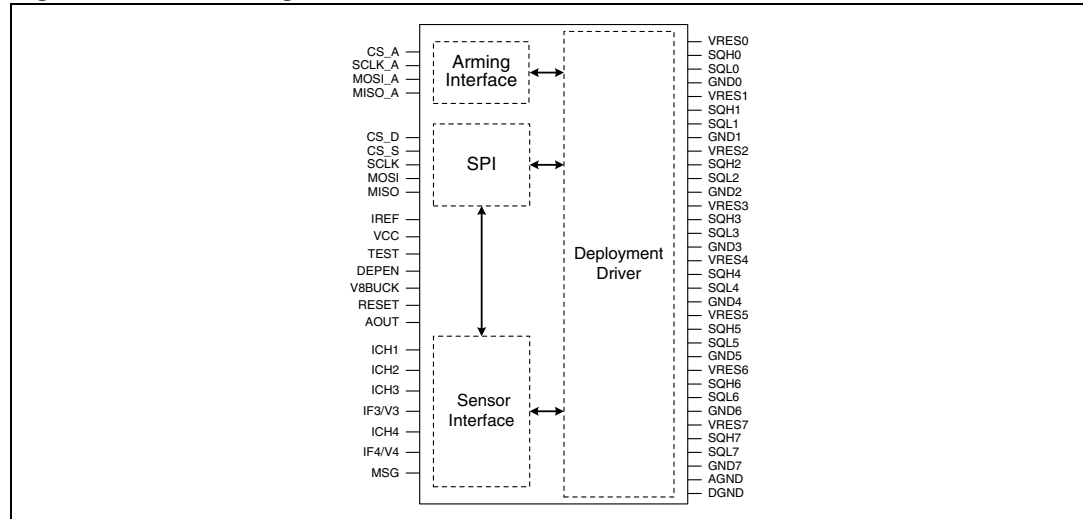 CS_A
SCLK_A
MOSI_A
MISO_A
CS_D
CS_S
SCLK
MOSI
MISO
IREF
VCC
TEST
DEPEN
V8BUCK
RESET
AOUT
ICH1
ICH2
ICH3
IF3/V3
ICH4
IF4/V4
MSG
Arming
Interface
SPI
Sensor
Interface
Deployment
Driver
VRES0
SQH0
SQL0
GND0
VRES1
SQH1
SQL1
GND1
VRES2
SQH2
SQL2
GND2
VRES3
SQH3
SQL3
GND3
VRES4
SQH4
SQL4
GND4
VRES5
SQH5
SQL5
GND5
VRES6
SQH6
SQL6
GND6
VRES7
SQH7
SQL7
GND7
AGND
DGND